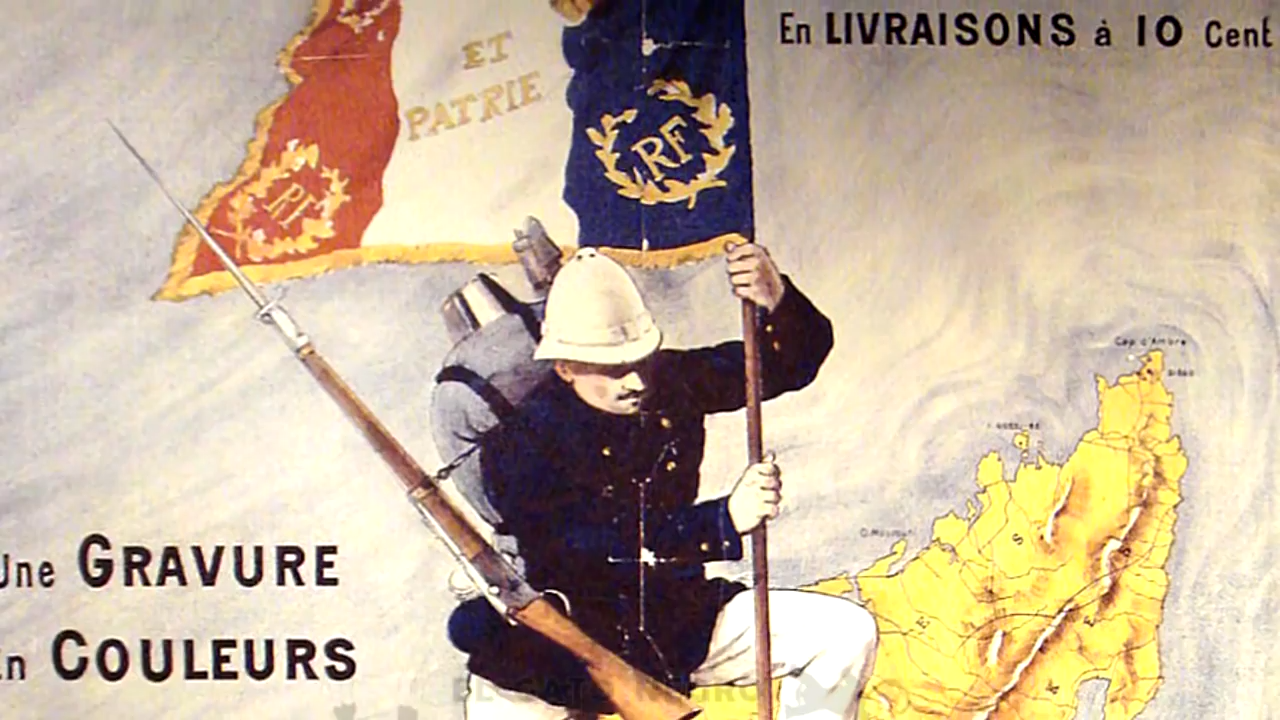 En LIVRAISONS à 10 Cent
ET
PATRIE
RF
RF
Cap d'Ambre
Une GRAVURE
En COULEURS
S
E
S
E
K